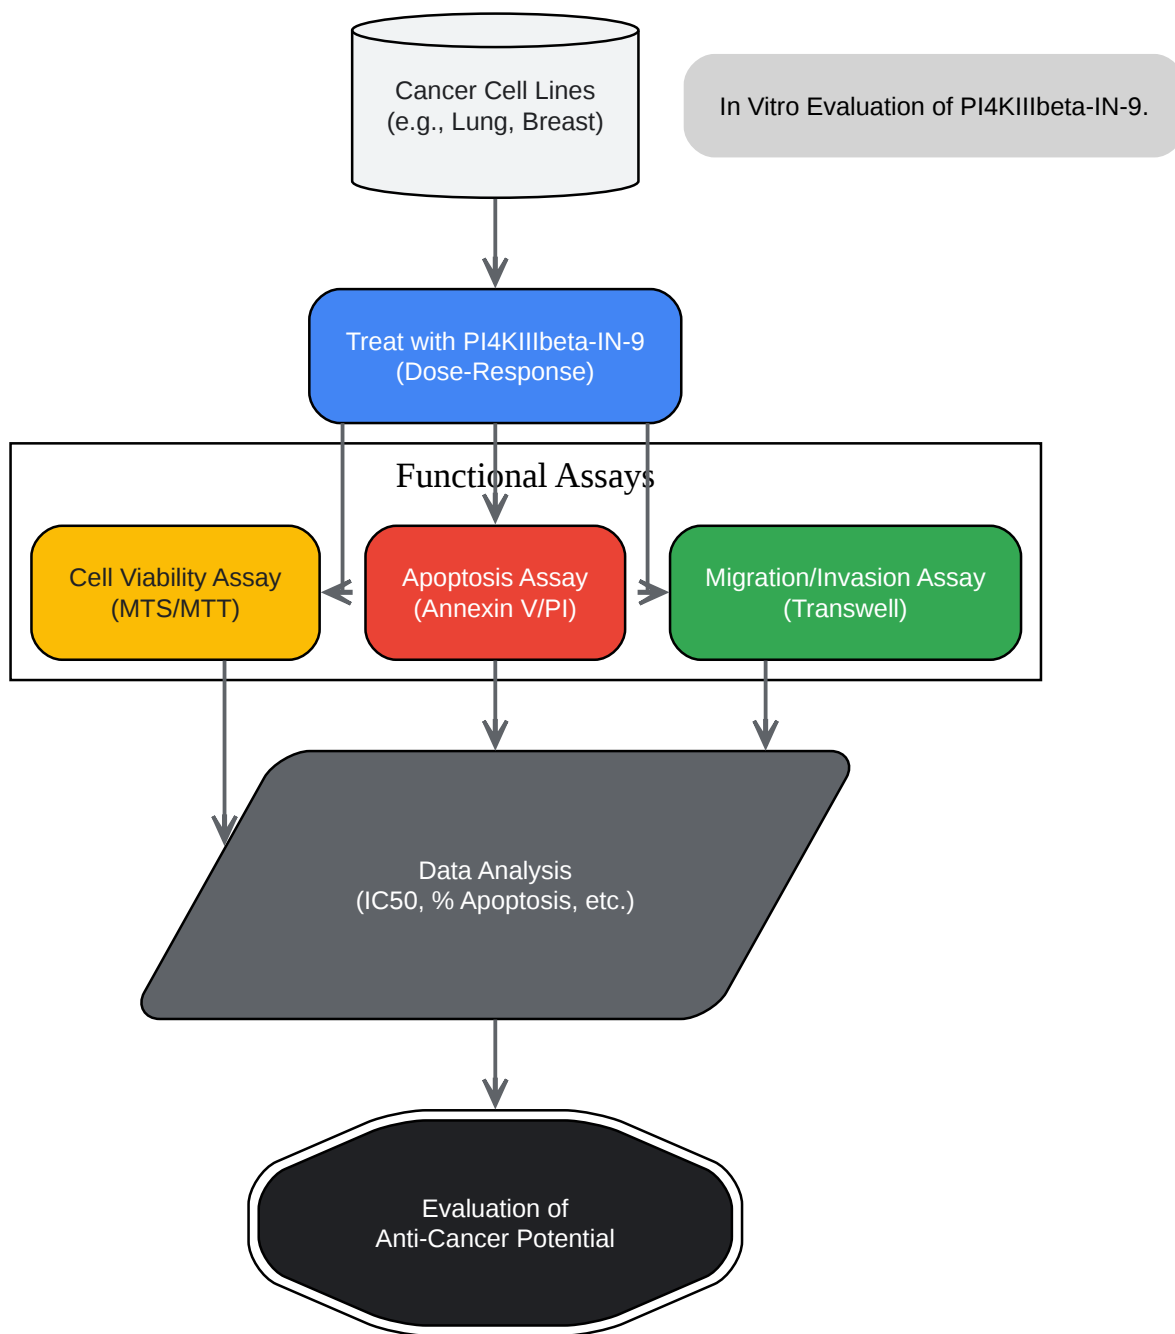 Cancer Cell Lines
(e.g., Lung, Breast)
In Vitro Evaluation of PI4KIIIbeta-IN-9.
Treat with PI4KIIIbeta-IN-9
(Dose-Response)
Functional Assays
Cell Viability Assay
(MTS/MTT)
Apoptosis Assay
(Annexin V/PI)
Migration/Invasion Assay
(Transwell)
Data Analysis
(IC50, % Apoptosis, etc.)
Evaluation of
Anti-Cancer Potential